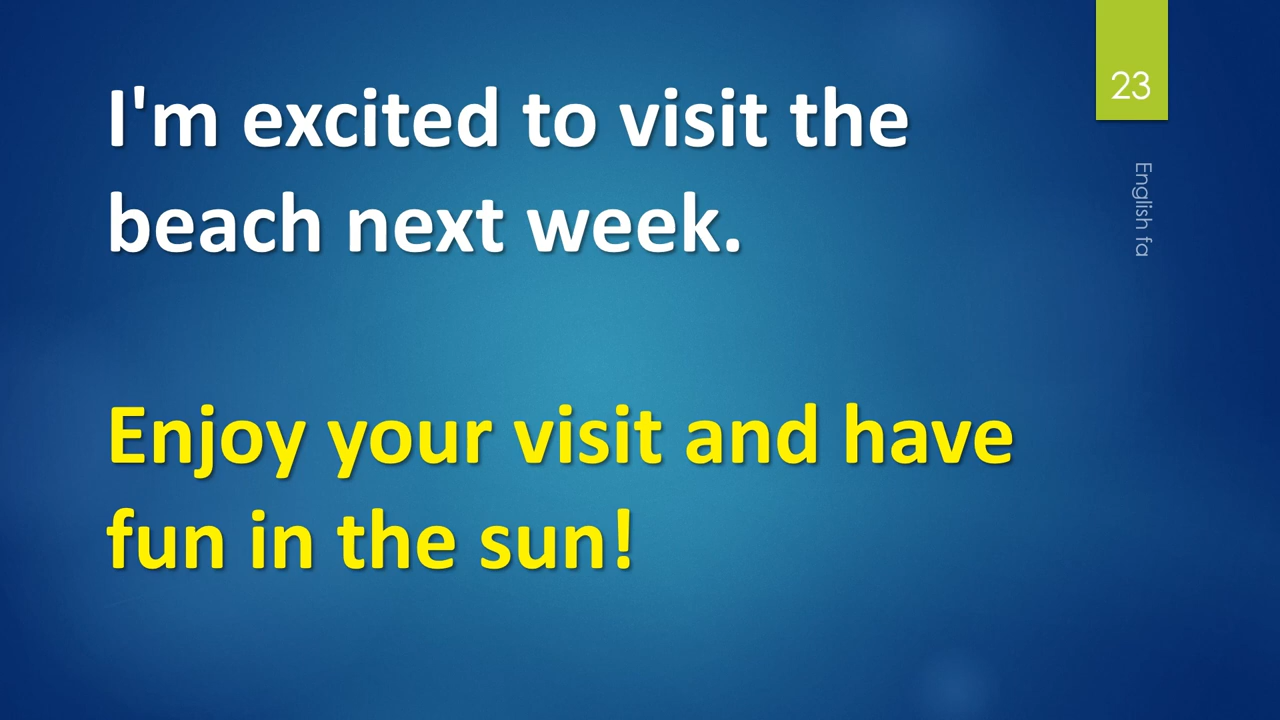 I'm excited to visit the
beach next week.
Enjoy your visit and have
fun in the sun!
23
English fa